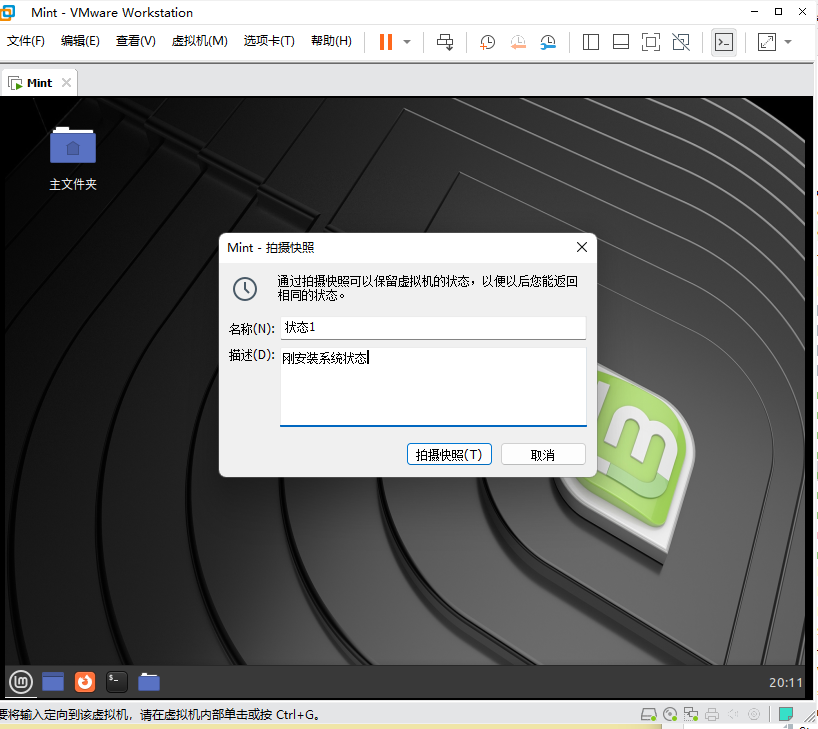 Mint - VMware Workstation
文件(F) 编辑(E) 查看(V) 虚拟机(M) 选项卡(T) 帮助(H)
Mint
主文件夹
Mint - 拍摄快照
通过拍摄快照可以保留虚拟机的状态，以便以后您能返回
相同的状态。
名称(N): 状态1
描述(D): 刚安装系统状态
拍摄快照(T) 取消
20:11
要将输入定向到该虚拟机，请在虚拟机内部单击或按 Ctrl+G。